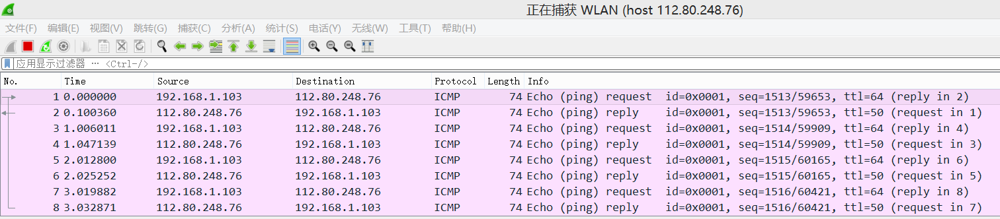 正在捕获 WLAN (host 112.80.248.76)
文件(F) 编辑(E) 视图(V) 跳转(G) 捕获(C) 分析(A) 统计(S) 电话(Y) 无线(W) 工具(T) 帮助(H)
应用显示过滤器 … <Ctrl-/>
No. Time Source Destination Protocol Length Info
1 0.000000 192.168.1.103 112.80.248.76 ICMP 74 Echo (ping) request id=0x0001, seq=1513/59653, ttl=64 (reply in 2)
2 0.100360 112.80.248.76 192.168.1.103 ICMP 74 Echo (ping) reply id=0x0001, seq=1513/59653, ttl=50 (request in 1)
3 1.006011 192.168.1.103 112.80.248.76 ICMP 74 Echo (ping) request id=0x0001, seq=1514/59909, ttl=64 (reply in 4)
4 1.047139 112.80.248.76 192.168.1.103 ICMP 74 Echo (ping) reply id=0x0001, seq=1514/59909, ttl=50 (request in 3)
5 2.012800 192.168.1.103 112.80.248.76 ICMP 74 Echo (ping) request id=0x0001, seq=1515/60165, ttl=64 (reply in 6)
6 2.025252 112.80.248.76 192.168.1.103 ICMP 74 Echo (ping) reply id=0x0001, seq=1515/60165, ttl=50 (request in 5)
7 3.019882 192.168.1.103 112.80.248.76 ICMP 74 Echo (ping) request id=0x0001, seq=1516/60421, ttl=64 (reply in 8)
8 3.032871 112.80.248.76 192.168.1.103 ICMP 74 Echo (ping) reply id=0x0001, seq=1516/60421, ttl=50 (request in 7)